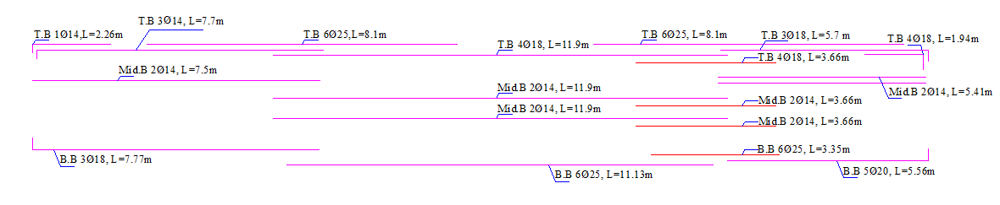 T.B 3Ø14, L=7.7m
T.B 1Ø14,L=2.26m
T.B 6Ø25,L=8.1m
T.B 4Ø18, L=11.9m
T.B 6Ø25, L=8.1m
T.B 3Ø18, L=5.7 m
T.B 4Ø18, L=1.94m
T.B 4Ø18, L=3.66m
Mid.B 2Ø14, L=7.5m
Mid.B 2Ø14, L=11.9m
Mid.B 2Ø14, L=5.41m
Mid.B 2Ø14, L=3.66m
Mid.B 2Ø14, L=11.9m
Mid.B 2Ø14, L=3.66m
B.B 3Ø18, L=7.77m
B.B 6Ø25, L=3.35m
B.B 6Ø25, L=11.13m
B.B 5Ø20, L=5.56m